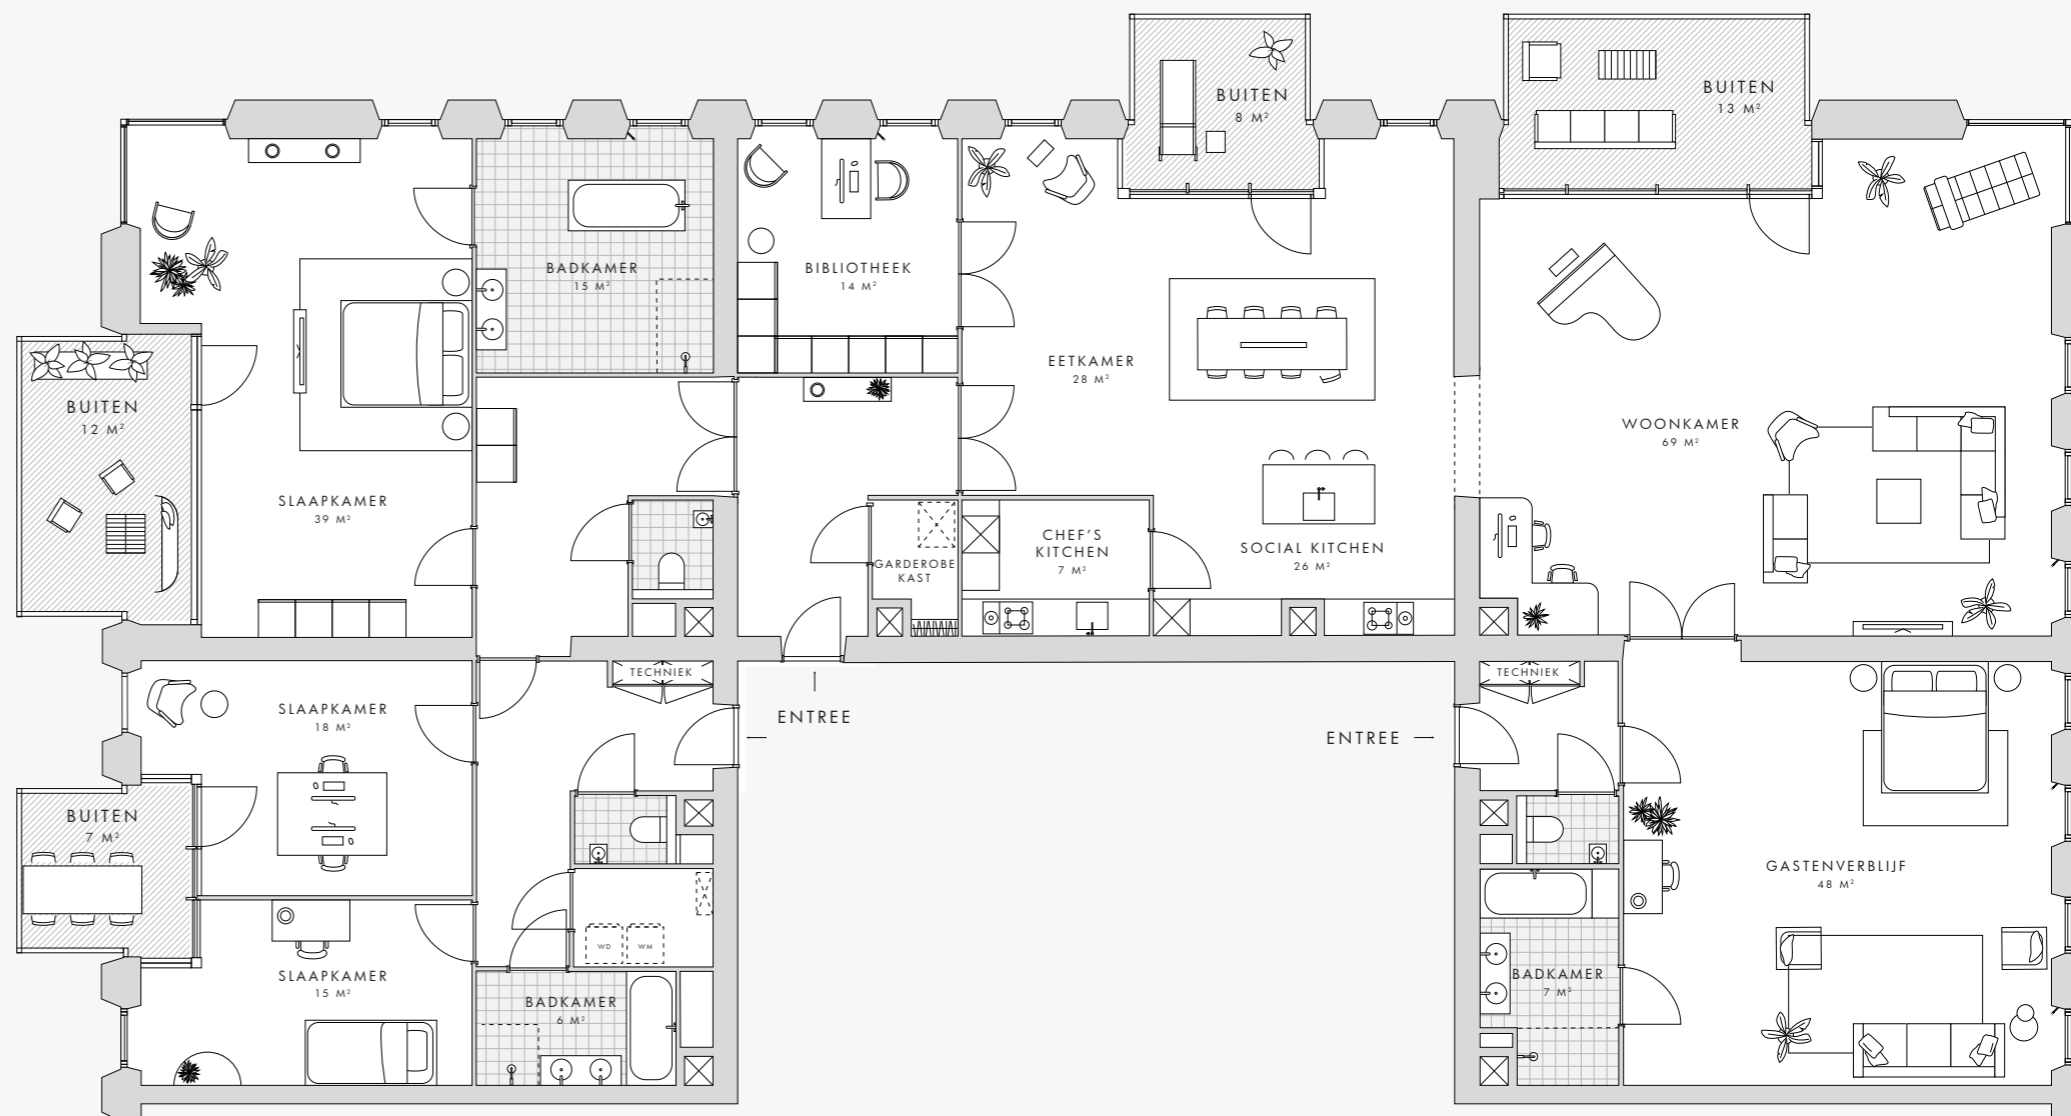 BUITEN
8 M²
BUITEN
13 M²
BADKAMER
15 M²
BIBLIOTHEEK
14 M²
EETKAMER
28 M²
BUITEN
12 M²
WOONKAMER
69 M²
SLAAPKAMER
39 M²
GARDEROBE
KAST
CHEF'S
KITCHEN
7 M²
SOCIAL KITCHEN
26 M²
TECHNIEK
TECHNIEK
SLAAPKAMER
18 M²
ENTREE
ENTREE
BUITEN
7 M²
GASTENVERBLIJF
48 M²
WD
WM
SLAAPKAMER
15 M²
BADKAMER
6 M²
BADKAMER
7 M²